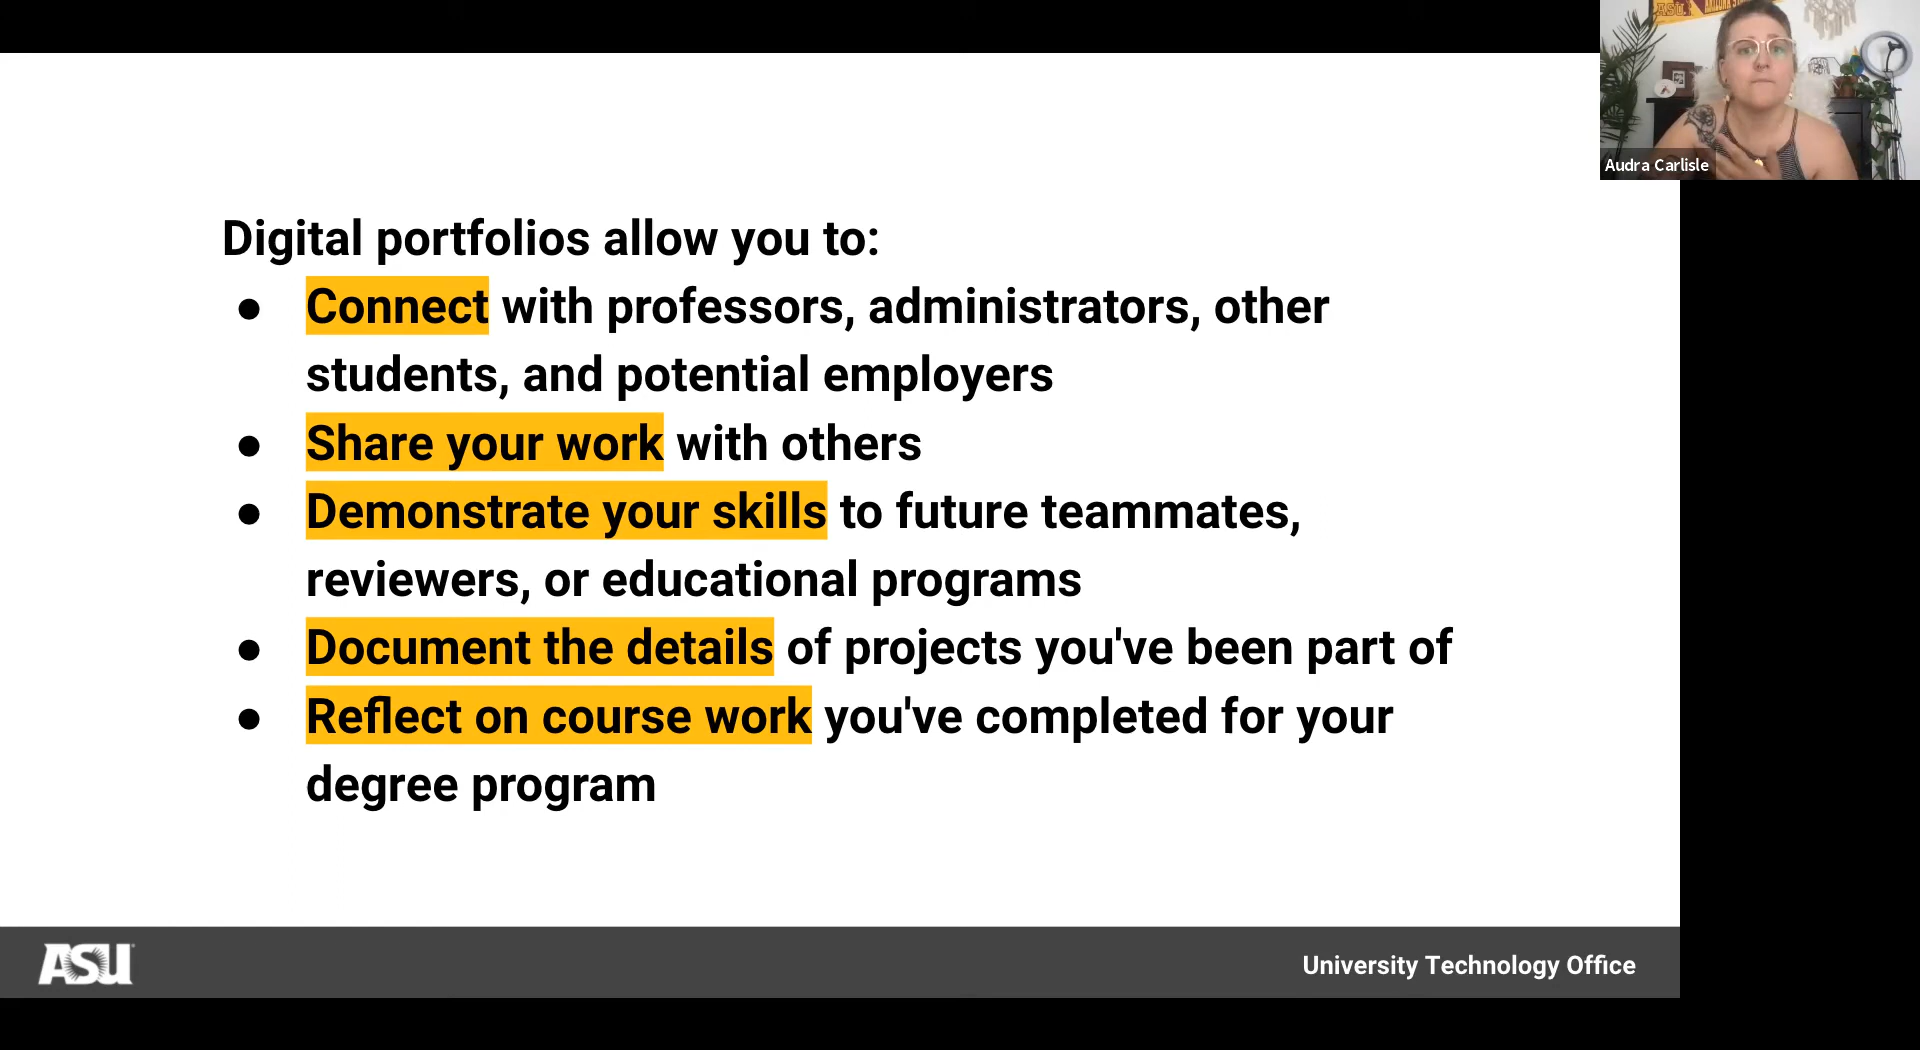 ASU
ARIZONA
Audra Carlisle
Digital portfolios allow you to:
● Connect with professors, administrators, other
students, and potential employers
● Share your work with others
● Demonstrate your skills to future teammates,
reviewers, or educational programs
● Document the details of projects you've been part of
● Reflect on course work you've completed for your
degree program
ASU
University Technology Office